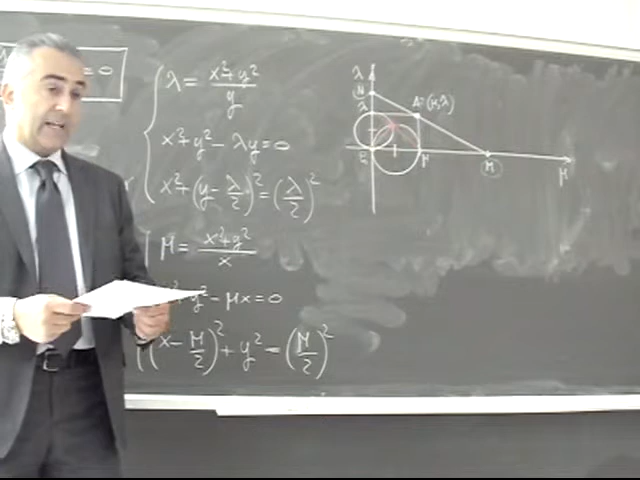 = 0
λ = x²+y² / y
x²+y² - λy = 0
x² + (y - λ/2)² = (λ/2)²
μ = x²+y² / x
y² - μx = 0
(x - μ/2)² + y² = (μ/2)²
λ
N
λ
A=(μ,λ)
μ
M
μ